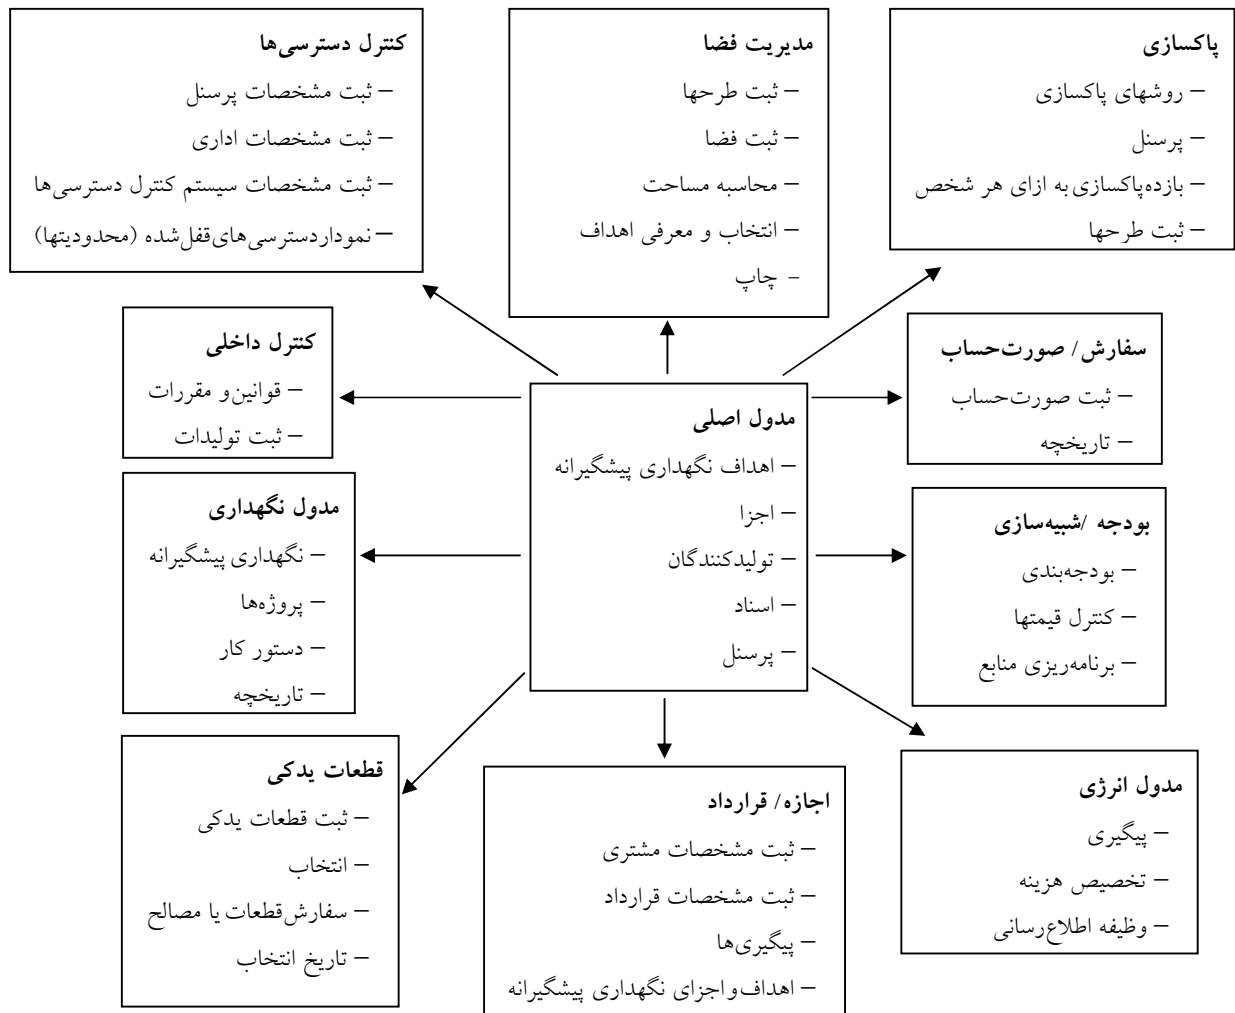 پاکسازی
– روشهای پاکسازی
– پرسنل
– بازده‌پاکسازی به ازای هر شخص
– ثبت طرحها
مدیریت فضا
– ثبت طرحها
– ثبت فضا
– محاسبه مساحت
– انتخاب و معرفی اهداف
- چاپ
کنترل دسترسی‌ها
– ثبت مشخصات پرسنل
– ثبت مشخصات اداری
– ثبت مشخصات سیستم کنترل دسترسی‌ها
– نموداردسترسی‌های‌قفل‌شده (محدودیتها)
سفارش/ صورت‌حساب
– ثبت صورت‌حساب
– تاریخچه
مدول اصلی
– اهداف نگهداری پیشگیرانه
– اجزا
– تولیدکنندگان
– اسناد
– پرسنل
کنترل داخلی
– قوانین‌و مقررات
– ثبت تولیدات
بودجه /شبیه‌سازی
– بودجه‌بندی
– کنترل قیمتها
– برنامه‌ریزی منابع
مدول نگهداری
– نگهداری پیشگیرانه
– پروژه‌ها
– دستور کار
– تاریخچه
مدول انرژی
– پیگیری
– تخصیص هزینه
– وظیفه اطلاع‌رسانی
اجازه/ قرارداد
– ثبت مشخصات مشتری
– ثبت مشخصات قرارداد
– پیگیری‌ها
– اهداف‌واجزای نگهداری پیشگیرانه
قطعات یدکی
– ثبت قطعات یدکی
– انتخاب
– سفارش‌قطعات یا مصالح
– تاریخ انتخاب